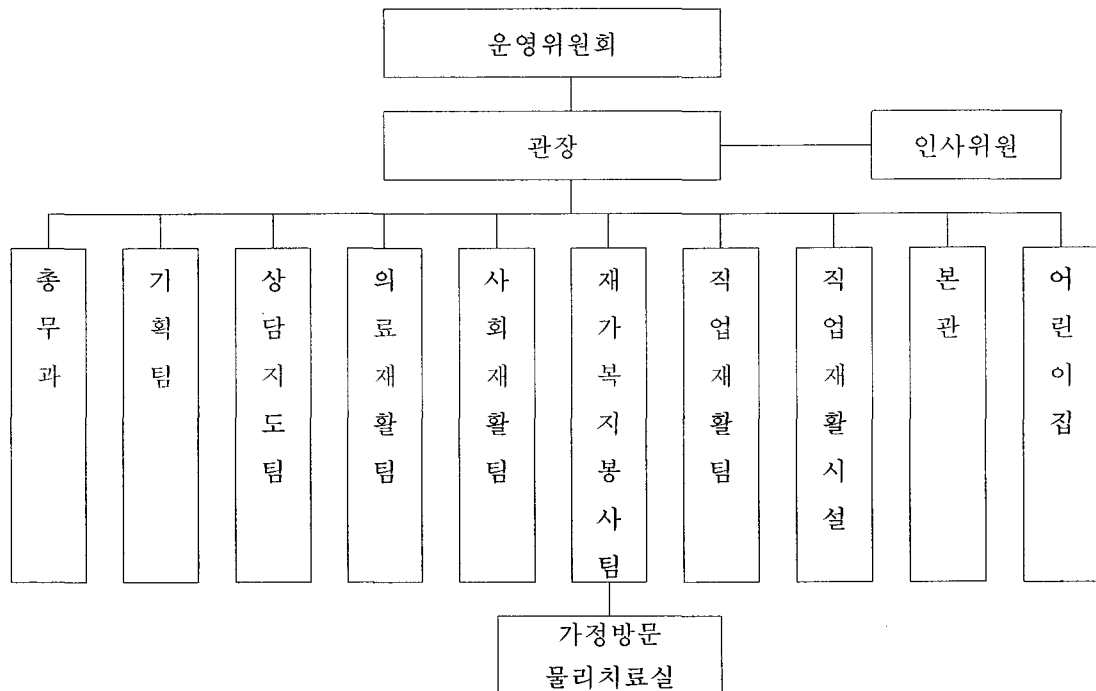 운영위원회
관장
인사위원
총무과
기획팀
상담지도팀
의료재활팀
사회재활팀
재가복지봉사팀
직업재활팀
직업재활시설
본관
어린이집
가정방문
물리치료실